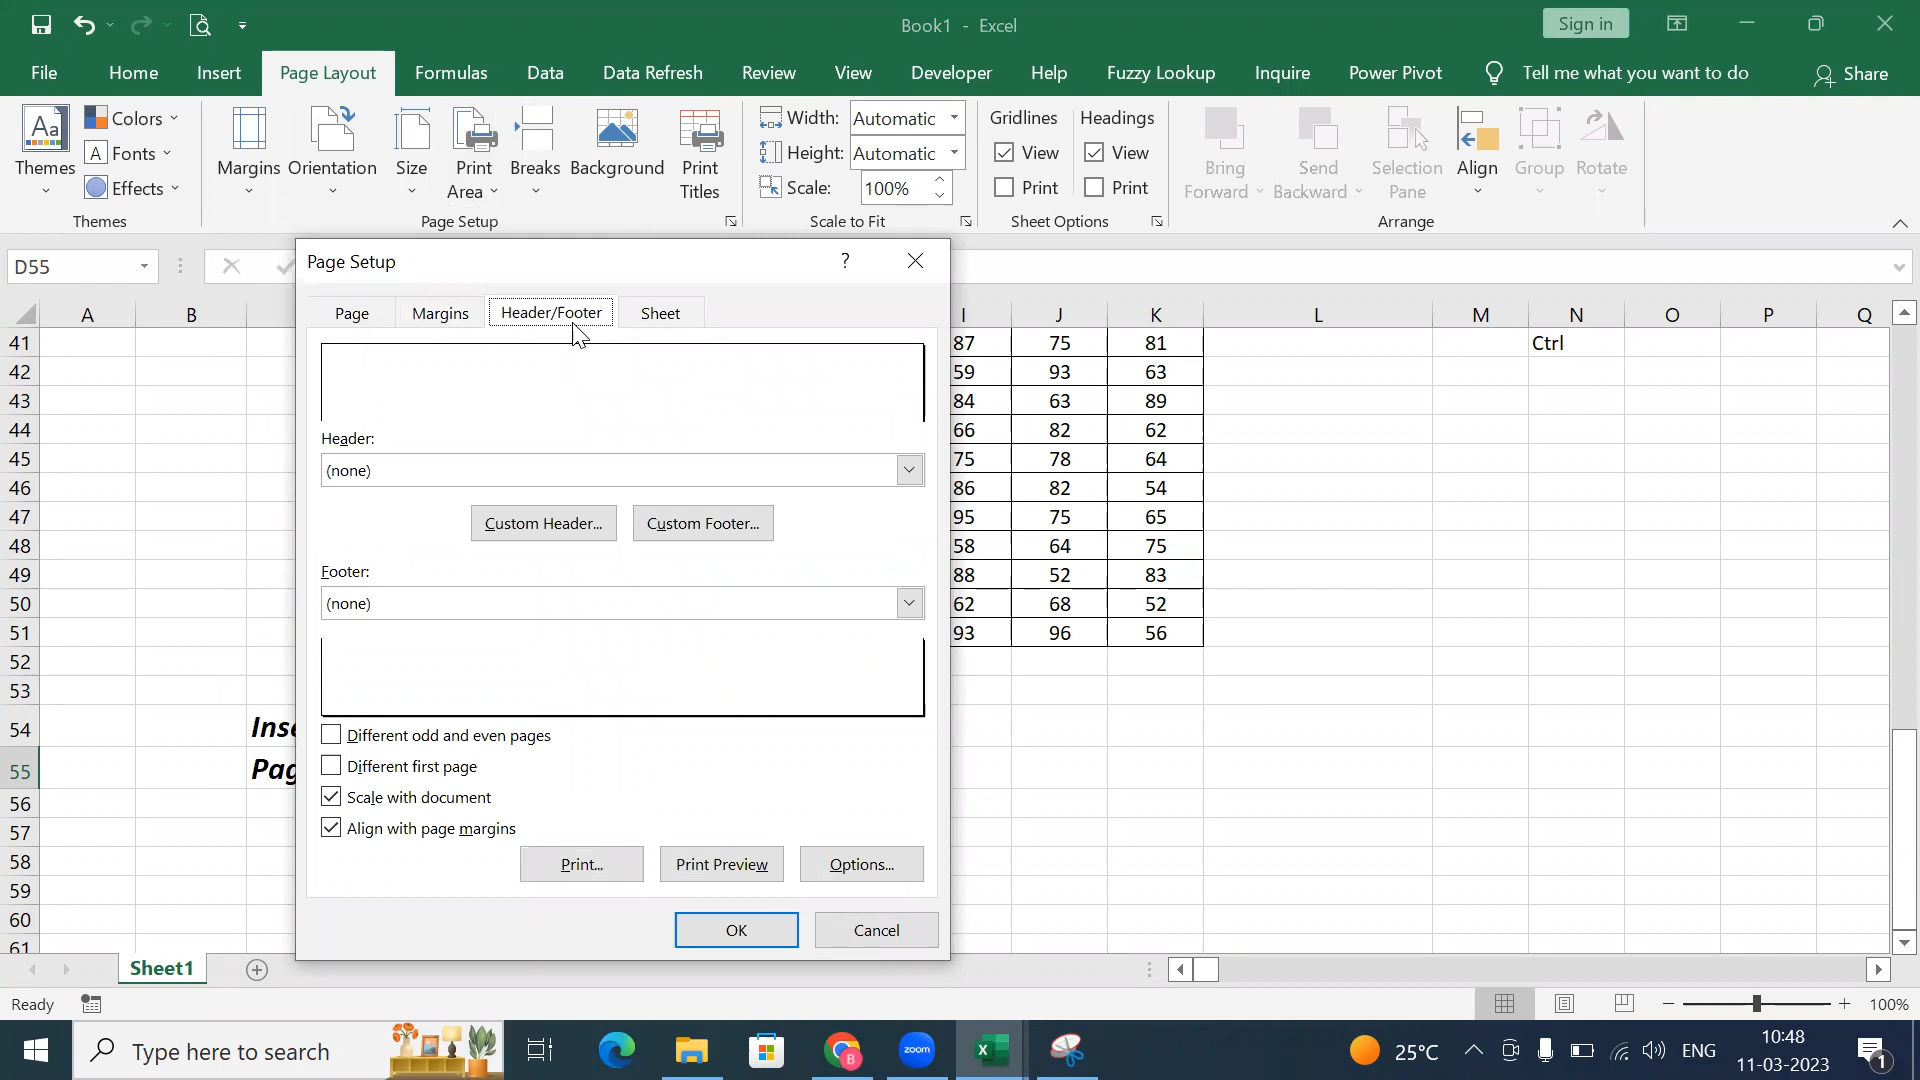 Book1 - Excel
Sign in
File Home Insert Page Layout Formulas Data Data Refresh Review View Developer Help Fuzzy Lookup Inquire Power Pivot Tell me what you want to do Share
Aa Colors
A Fonts
Effects
Themes
Margins Orientation Size Print Area Breaks Background Print Titles
Width: Automatic
Height: Automatic
Scale: 100%
Gridlines Headings
View View
Print Print
Bring Forward Send Backward Selection Pane Align Group Rotate
Themes Page Setup Scale to Fit Sheet Options Arrange
D55
Page Setup ?
Page Margins Header/Footer Sheet
Header:
(none)
Custom Header... Custom Footer...
Footer:
(none)
Different odd and even pages
Different first page
Scale with document
Align with page margins
Print... Print Preview Options...
OK Cancel
A B I J K L M N O P Q
41 87 75 81 Ctrl
42 59 93 63
43 84 63 89
44 66 82 62
45 75 78 64
46 86 82 54
47 95 75 65
48 58 64 75
49 88 52 83
50 62 68 52
51 93 96 56
52
53
54 Inse
55 Pag
56
57
58
59
60
61
Sheet1
Ready 100%
Type here to search
B zoom 25°C ENG 10:48
11-03-2023
1